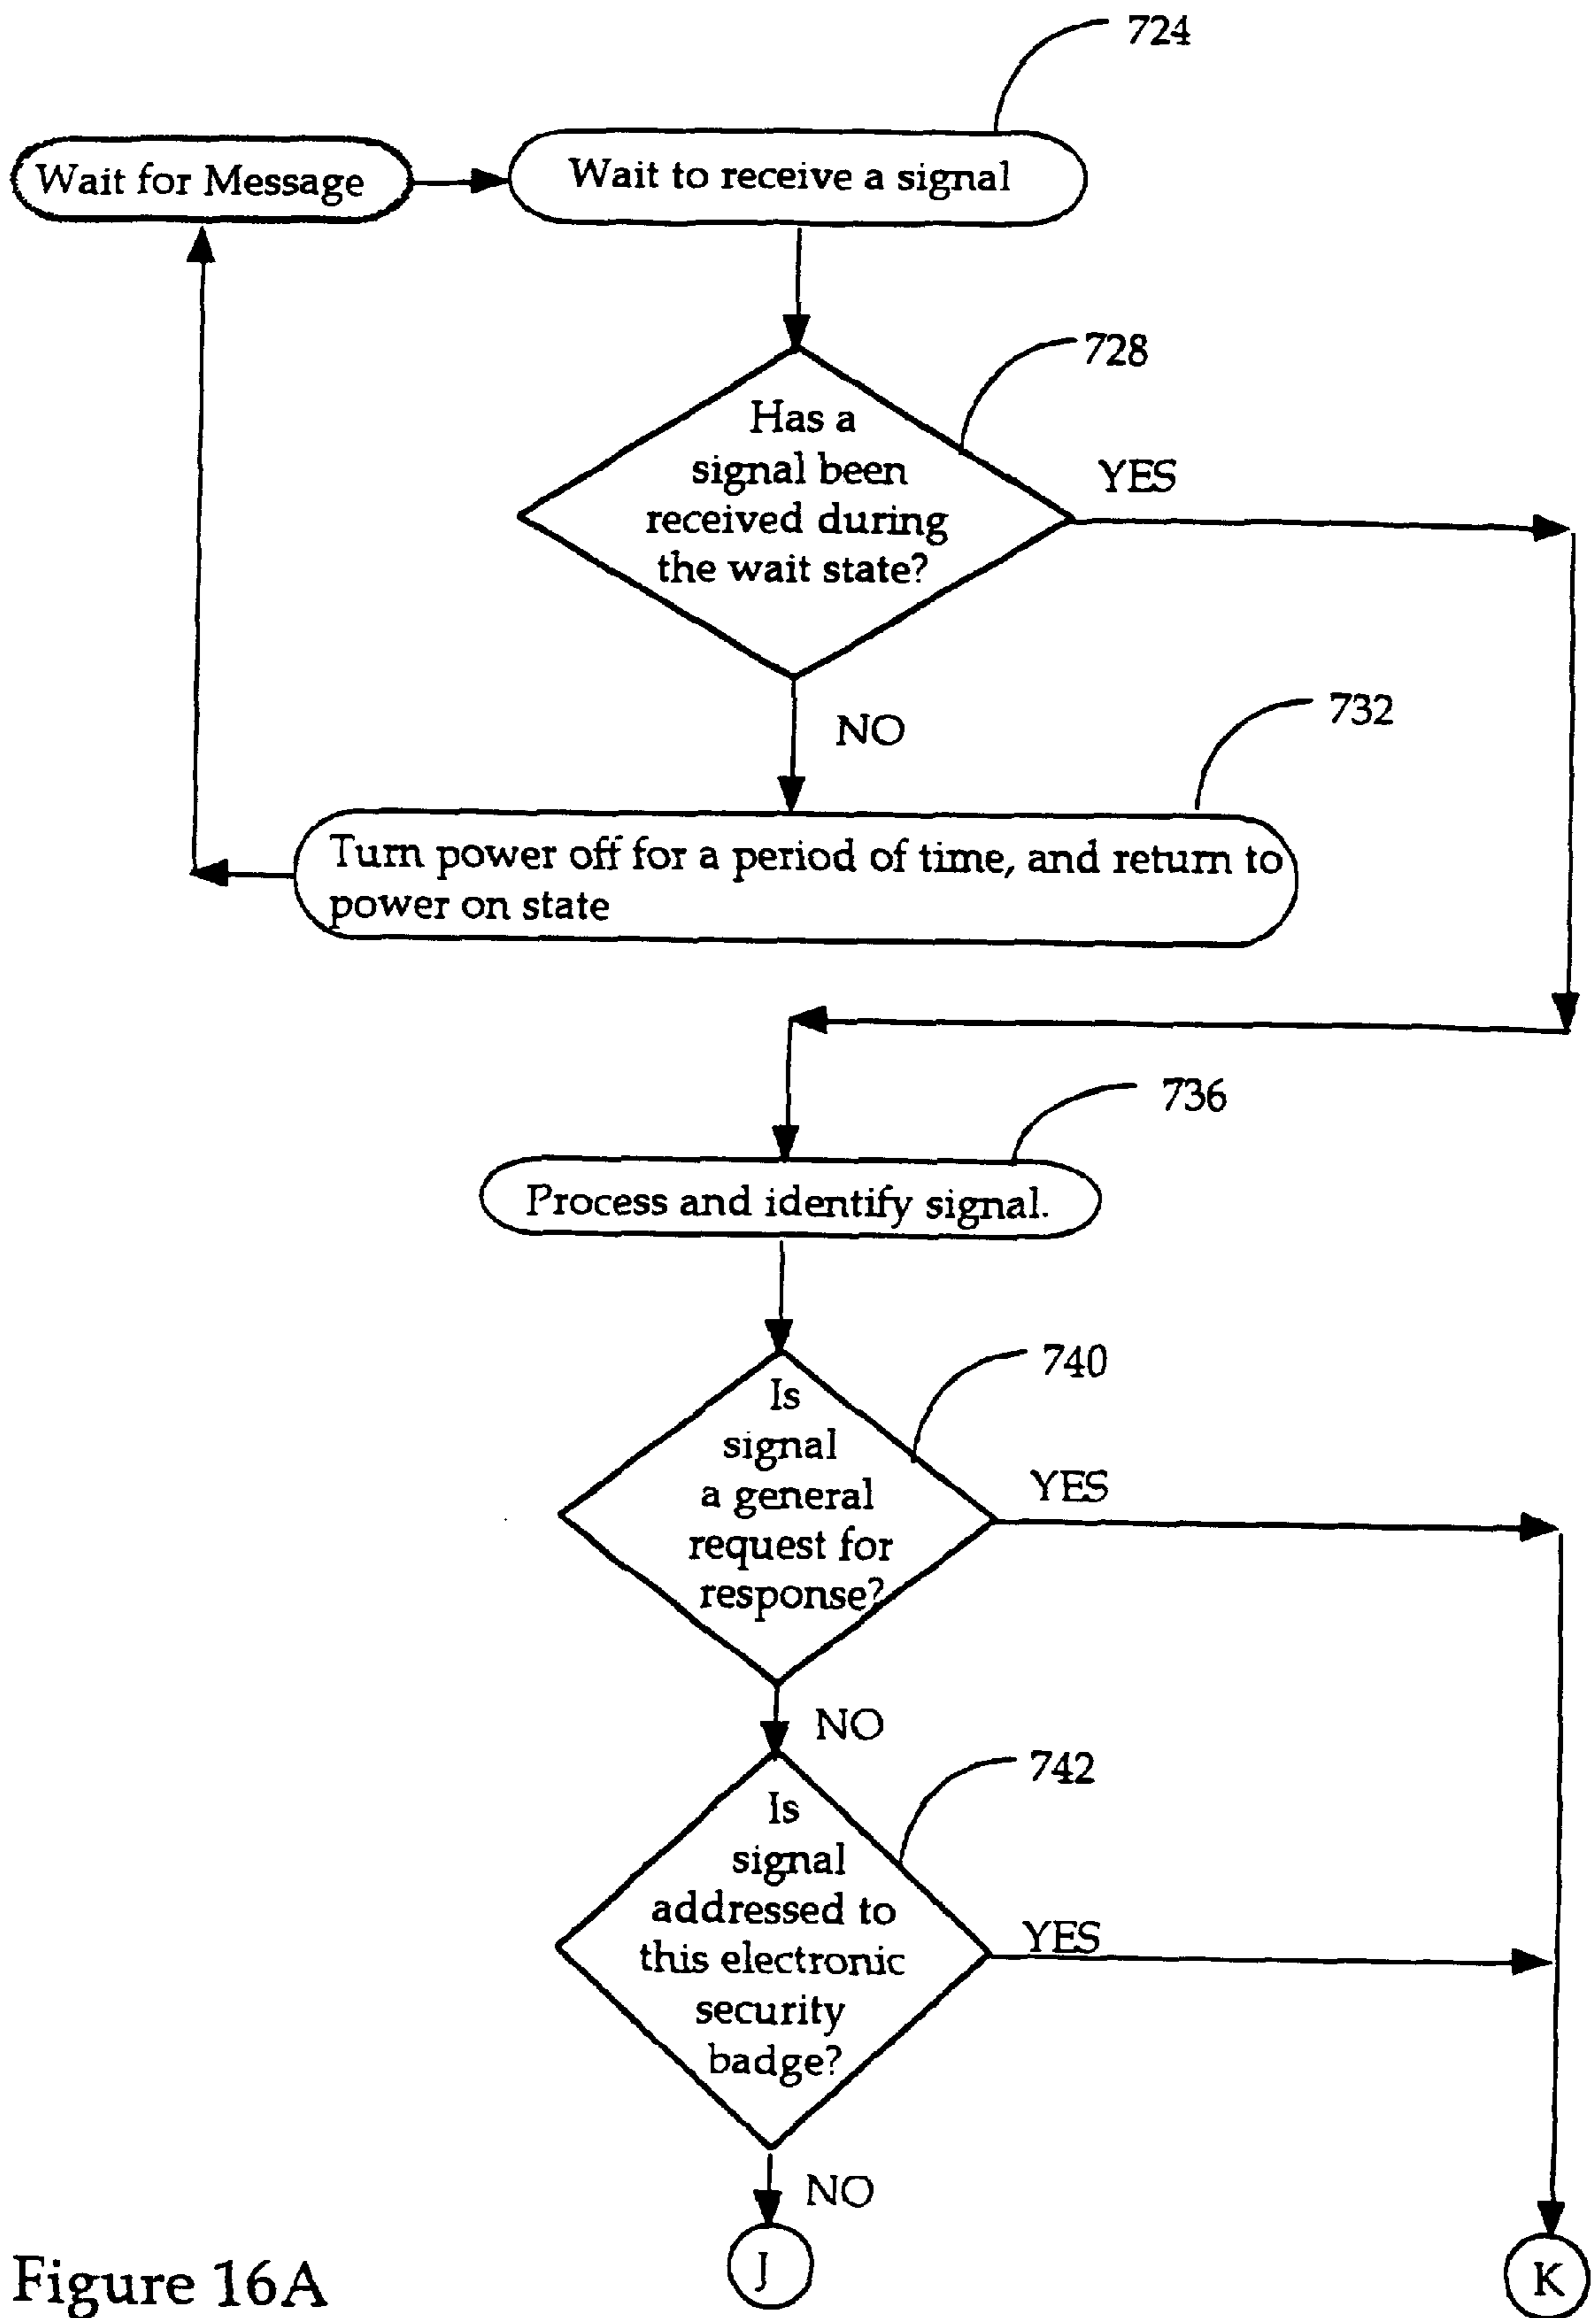 724
Wait for Message
Wait to receive a signal
728
Has a
signal been
received during
the wait state?
YES
NO
732
Turn power off for a period of time, and return to
power on state
736
Process and identify signal.
740
Is
signal
a general
request for
response?
YES
NO
742
Is
signal
addressed to
this electronic
security
badge?
YES
NO
J
K
Figure 16A